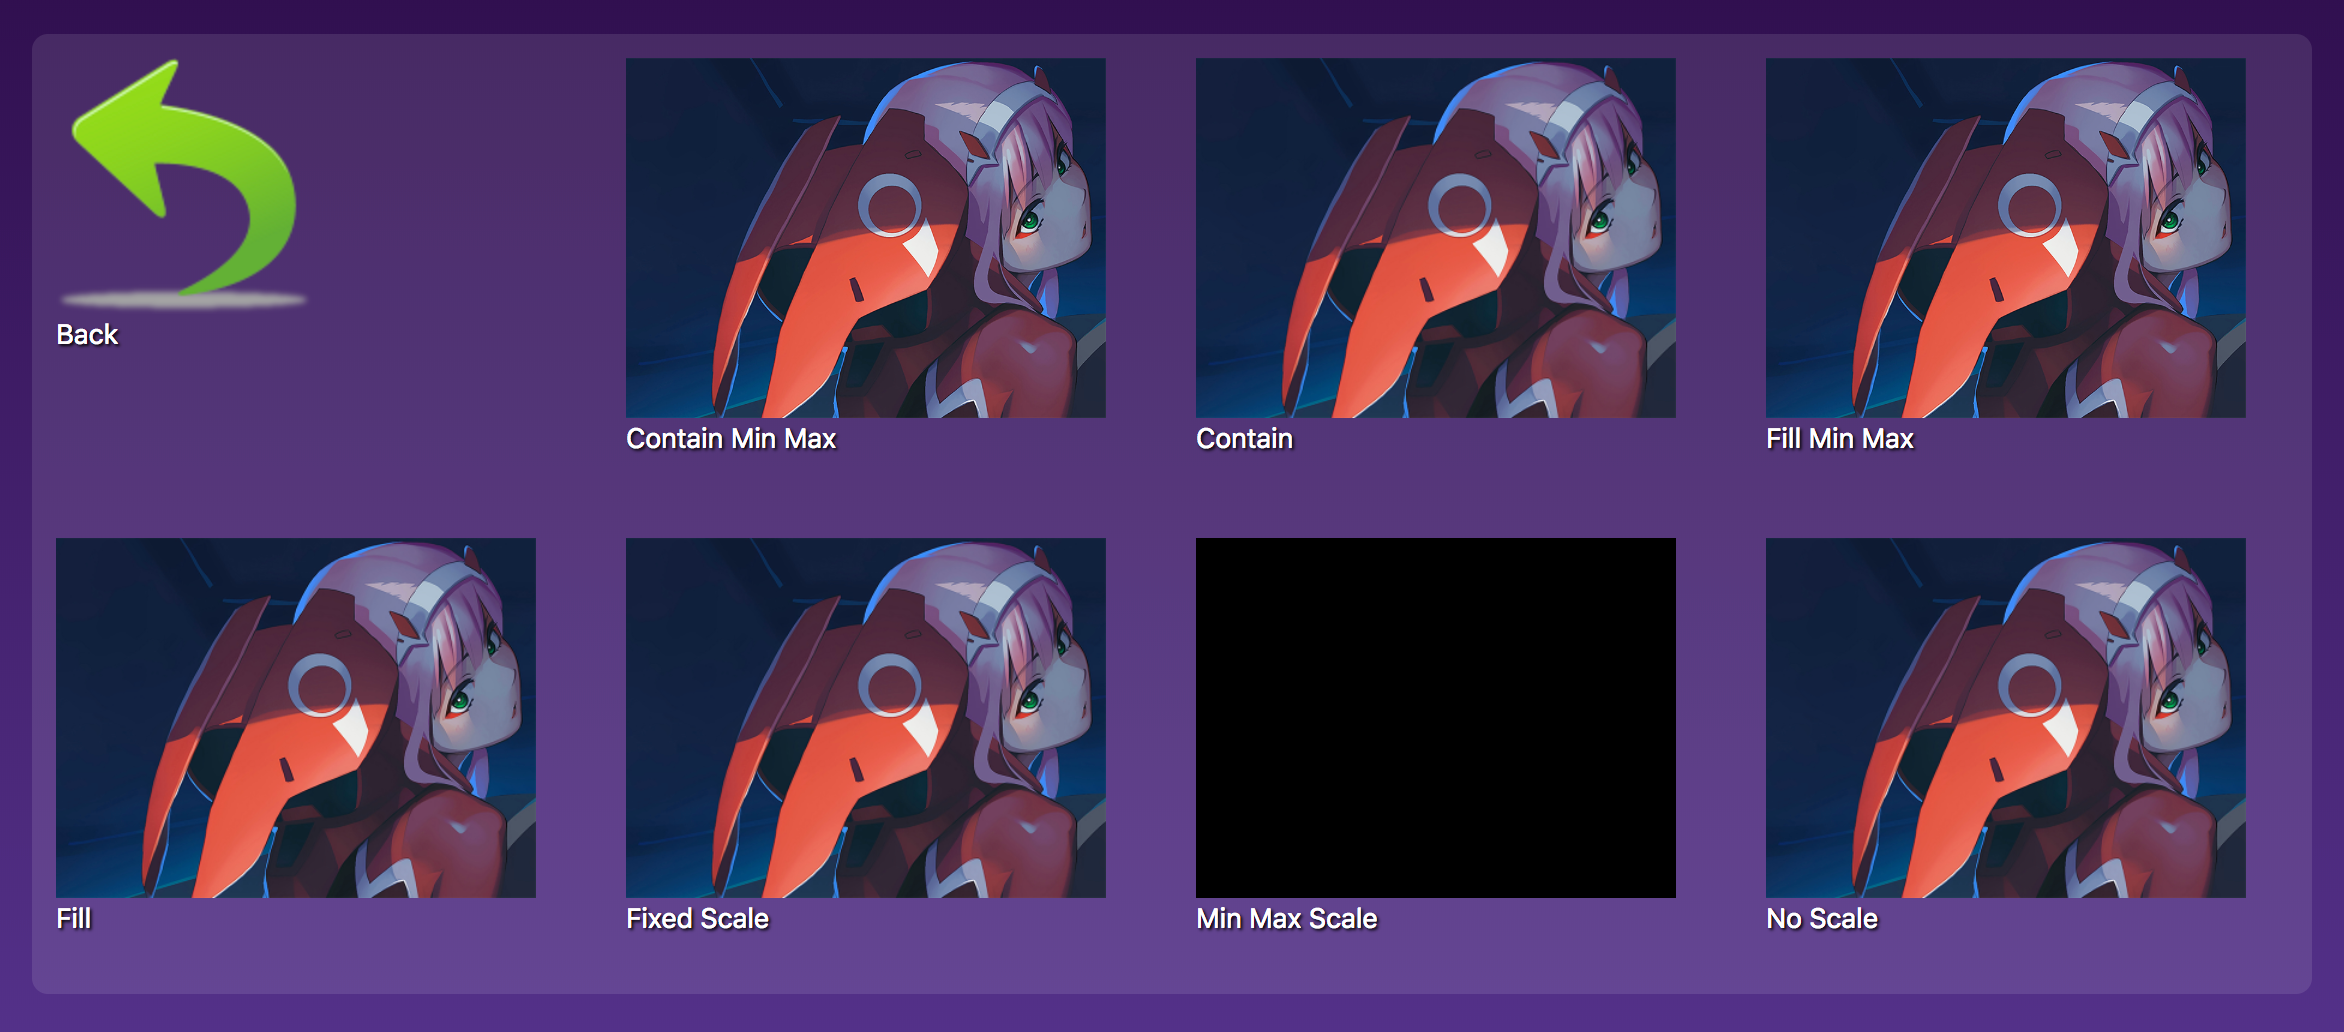 Back
Contain Min Max
Contain
Fill Min Max
Fill
Fixed Scale
Min Max Scale
No Scale